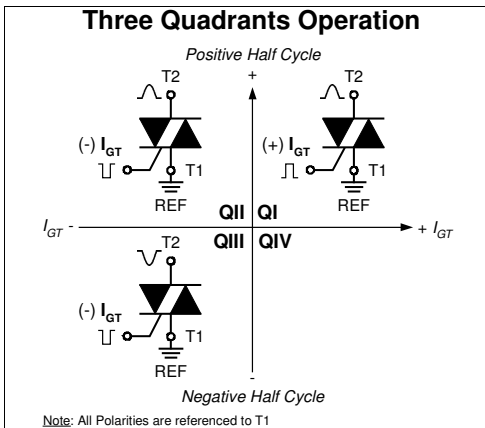 Three Quadrants Operation
Positive Half Cycle
+
T2
T2
(-) IGT
(+) IGT
T1
T1
REF
REF
QII QI
IGT -
+ IGT
QIII QIV
T2
(-) IGT
T1
REF
-
Negative Half Cycle
Note: All Polarities are referenced to T1